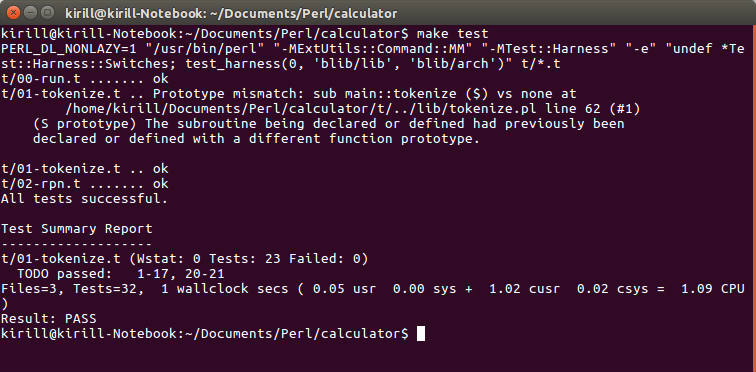 kirill@kirill-Notebook: ~/Documents/Perl/calculator
kirill@kirill-Notebook:~/Documents/Perl/calculator$ make test
PERL_DL_NONLAZY=1 "/usr/bin/perl" "-MExtUtils::Command::MM" "-MTest::Harness" "-e" "undef *Te
st::Harness::Switches; test_harness(0, 'blib/lib', 'blib/arch')" t/*.t
t/00-run.t ....... ok
t/01-tokenize.t .. Prototype mismatch: sub main::tokenize ($) vs none at
        /home/kirill/Documents/Perl/calculator/t/../lib/tokenize.pl line 62 (#1)
    (S prototype) The subroutine being declared or defined had previously been
    declared or defined with a different function prototype.

t/01-tokenize.t .. ok
t/02-rpn.t ....... ok
All tests successful.

Test Summary Report
-------------------
t/01-tokenize.t (Wstat: 0 Tests: 23 Failed: 0)
  TODO passed:   1-17, 20-21
Files=3, Tests=32,  1 wallclock secs ( 0.05 usr  0.00 sys +  1.02 cusr  0.02 csys =  1.09 CPU
)
Result: PASS
kirill@kirill-Notebook:~/Documents/Perl/calculator$